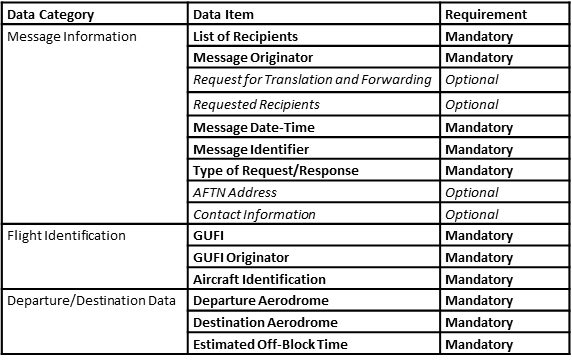 Data Category Data Item Requirement
Message Information List of Recipients Mandatory
Message Originator Mandatory
Request for Translation and Forwarding Optional
Requested Recipients Optional
Message Date-Time Mandatory
Message Identifier Mandatory
Type of Request/Response Mandatory
AFTN Address Optional
Contact Information Optional
Flight Identification GUFI Mandatory
GUFI Originator Mandatory
Aircraft Identification Mandatory
Departure/Destination Data Departure Aerodrome Mandatory
Destination Aerodrome Mandatory
Estimated Off-Block Time Mandatory